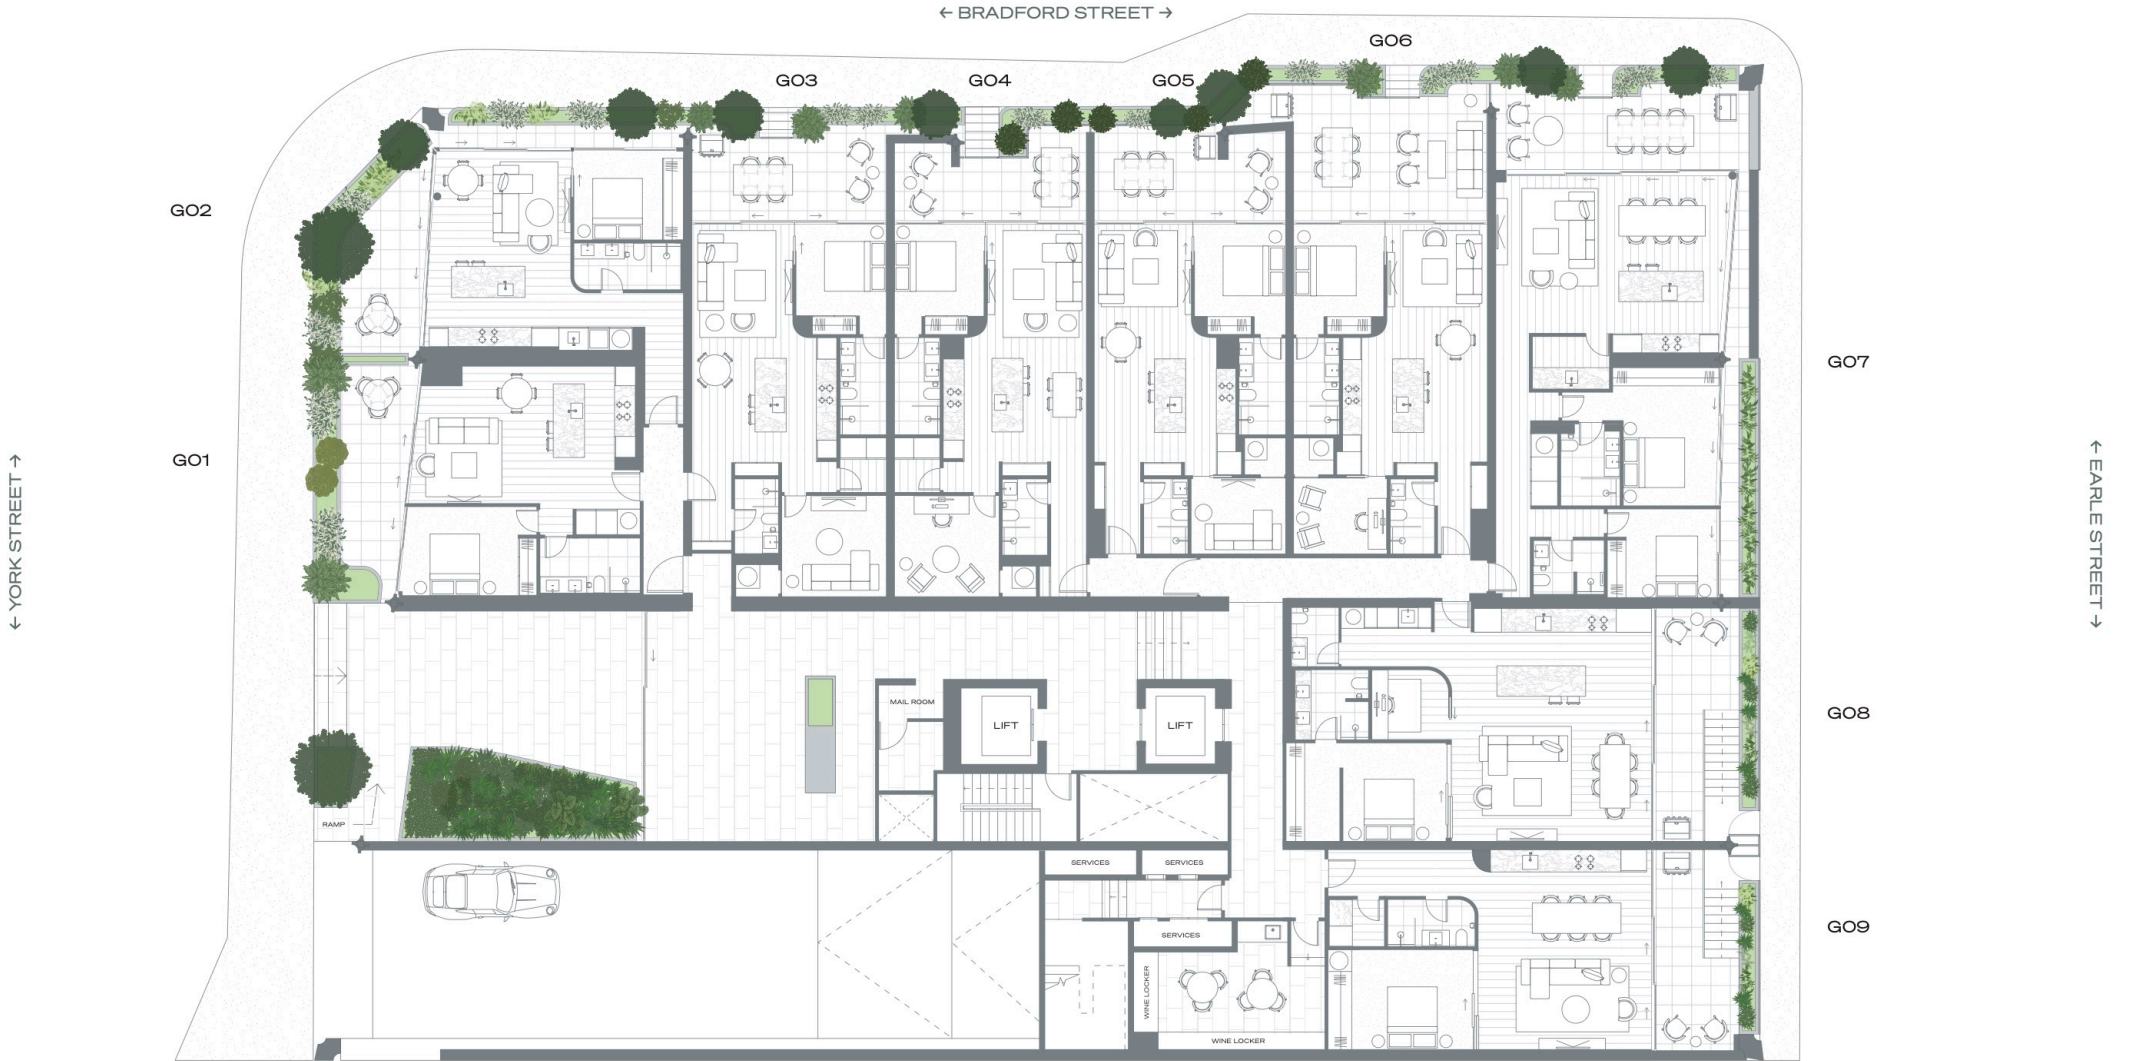 ← BRADFORD STREET →
G06
G03
G04
G05
G02
G07
G01
← YORK STREET →
← EARLE STREET →
MAIL ROOM
LIFT
LIFT
G08
RAMP
SERVICES
SERVICES
G09
SERVICES
WINE LOCKER
WINE LOCKER